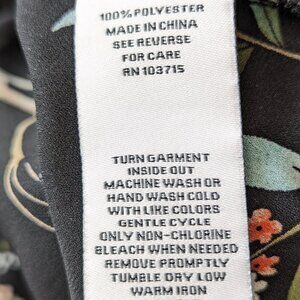 100% POLYESTER
MADE IN CHINA
SEE REVERSE
FOR CARE
RN 103715
TURN GARMENT
INSIDE OUT
MACHINE WASH OR
HAND WASH COLD
WITH LIKE COLORS
GENTLE CYCLE
ONLY NON-CHLORINE
BLEACH WHEN NEEDED
REMOVE PROMPTLY
TUMBLE DRY LOW
WARM IRON